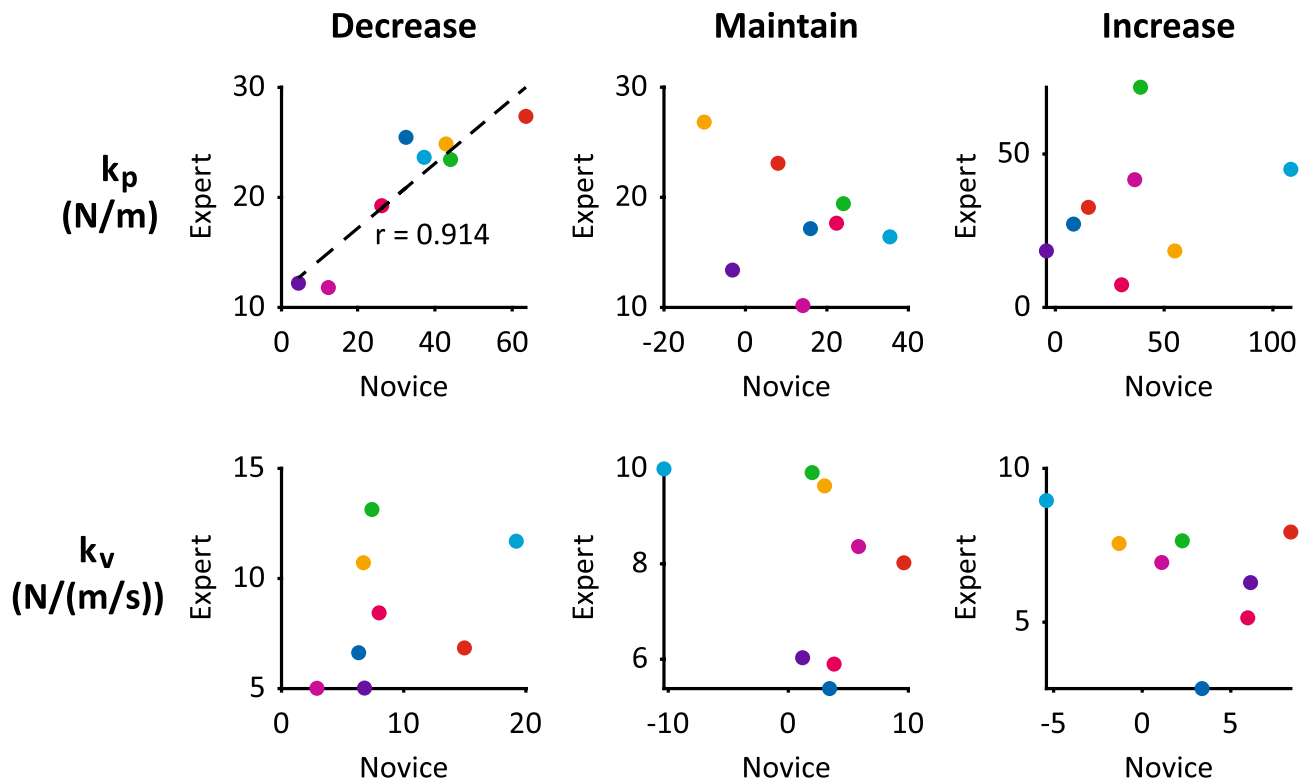 Decrease
Maintain
Increase
kp
(N/m)
Expert
30
20
10
r = 0.914
0 20 40 60
Novice
Expert
30
20
10
-20 0 20 40
Novice
Expert
50
0
0 50 100
Novice
kv
(N/(m/s))
Expert
15
10
5
0 10 20
Novice
Expert
10
8
6
-10 0 10
Novice
Expert
10
5
-5 0 5
Novice